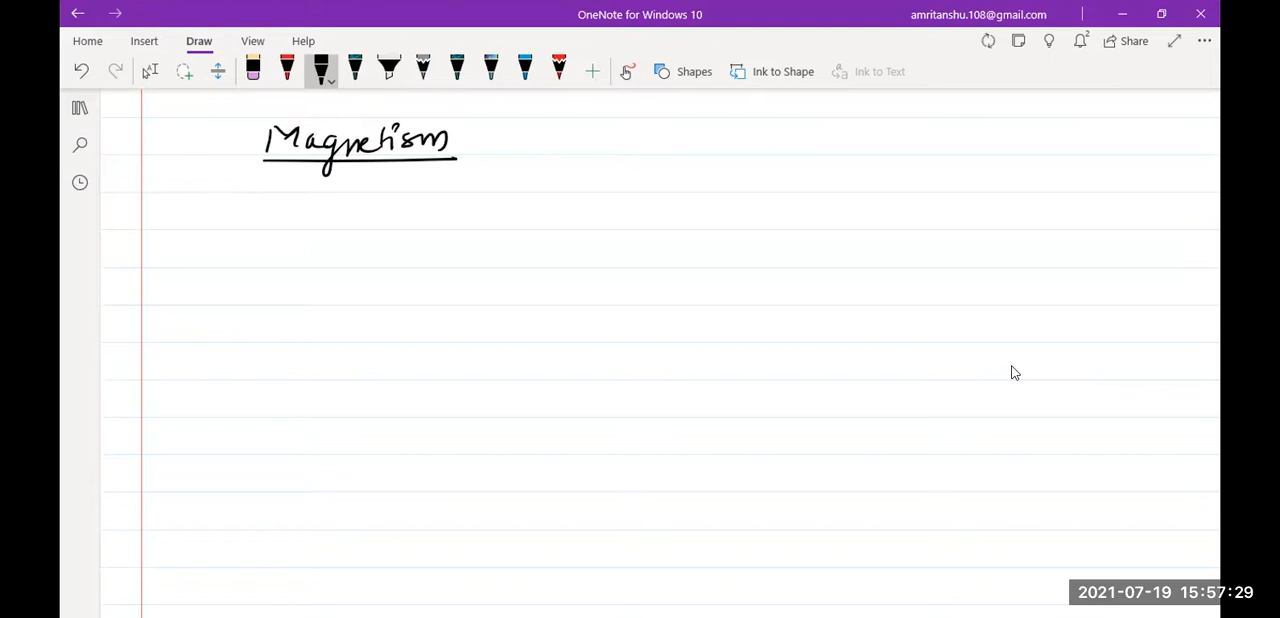 OneNote for Windows 10
amritanshu.108@gmail.com
Home Insert Draw View Help
2 Share
Shapes Ink to Shape Ink to Text
Magnetism
2021-07-19 15:57:29